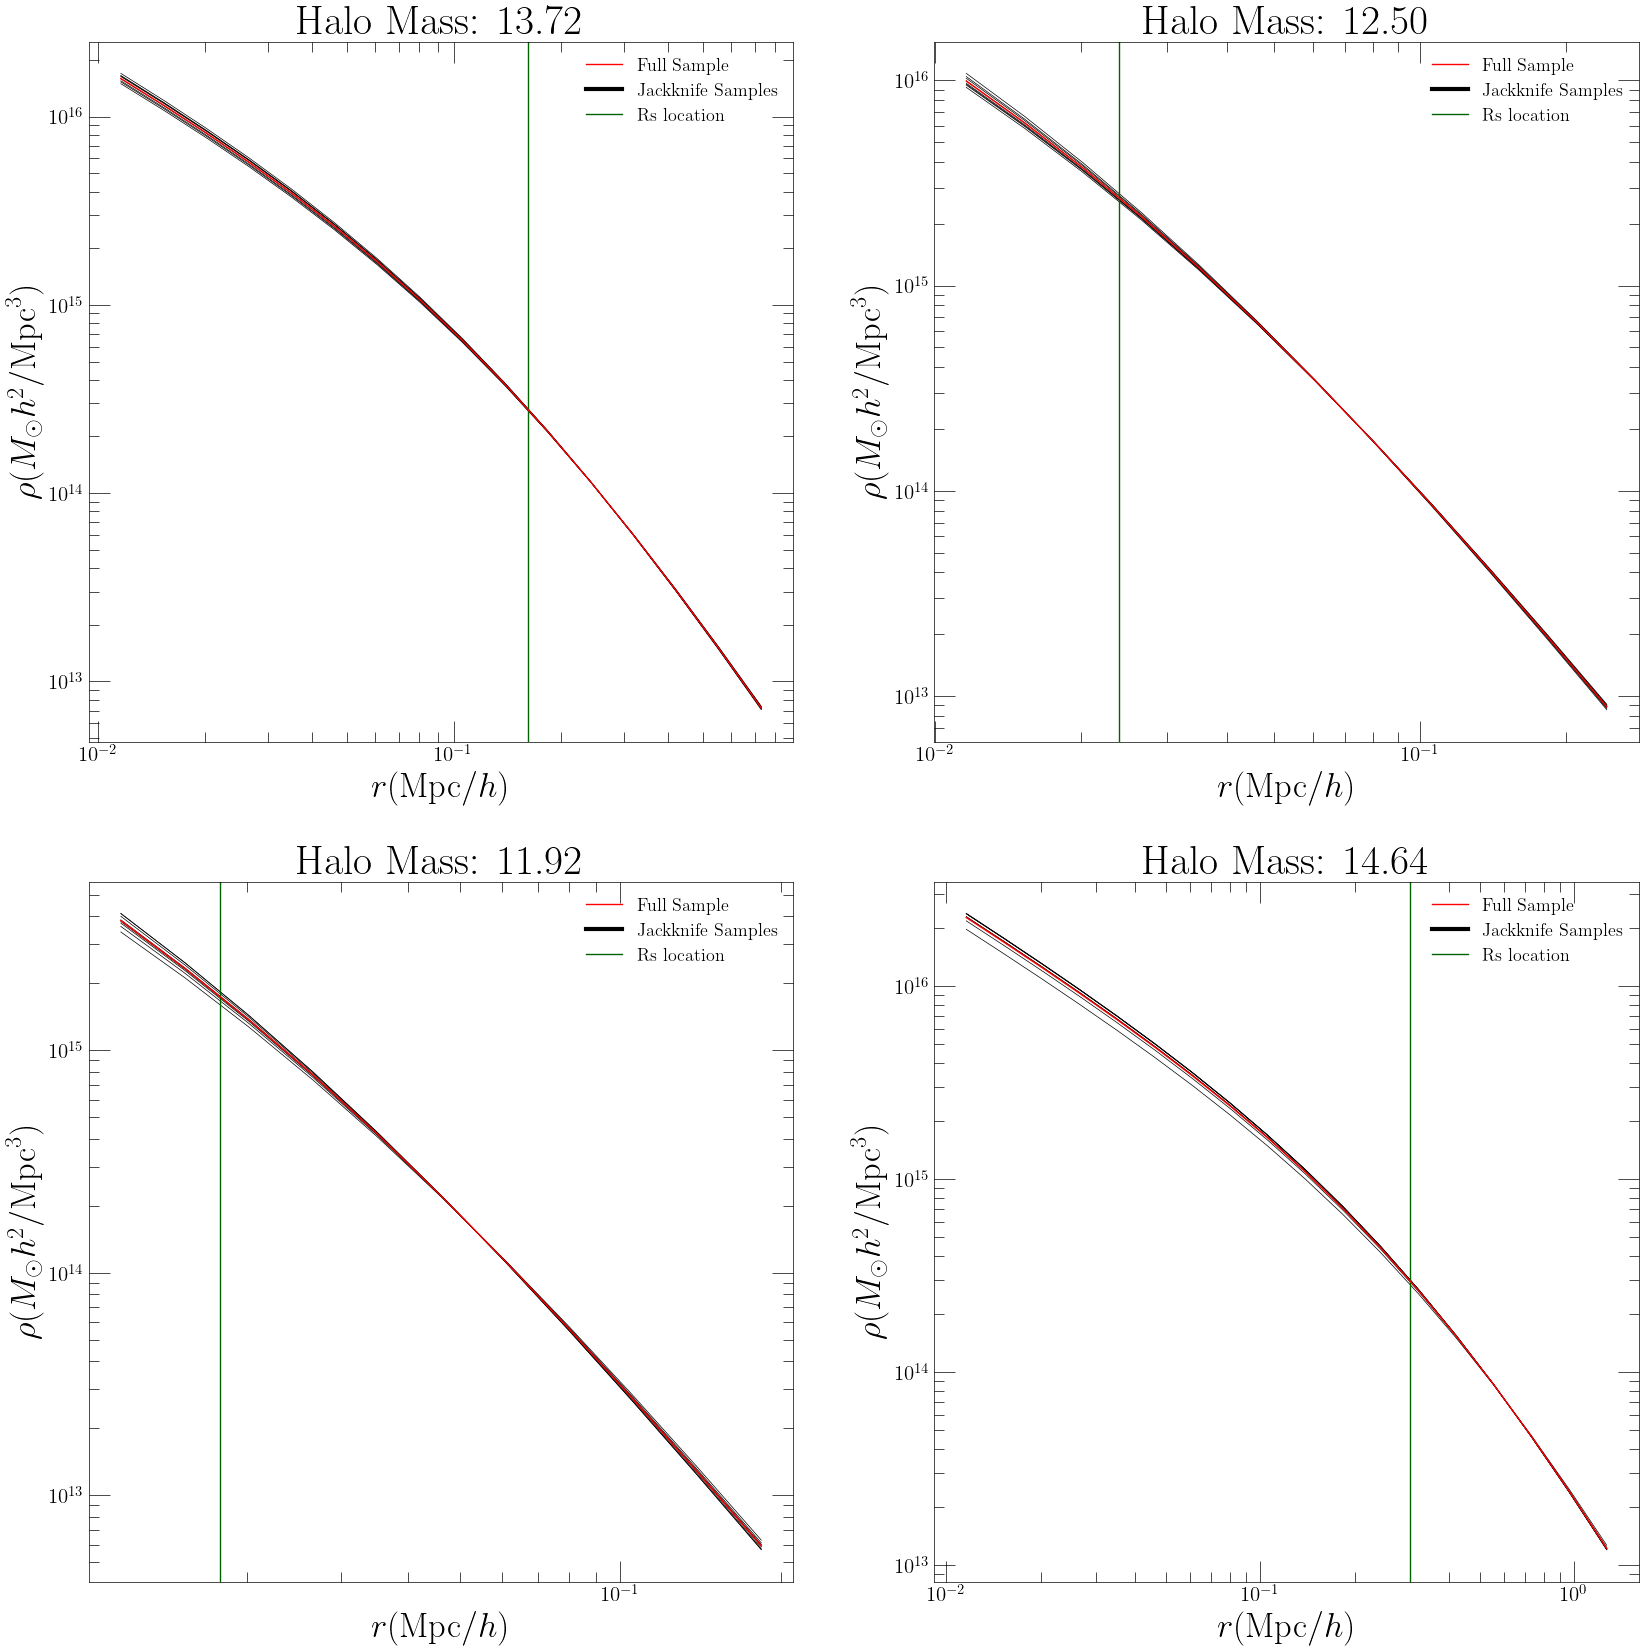 Halo Mass: 13.72
Full Sample
Jackknife Samples
Rs location
10^16
10^15
10^14
10^13
ρ(M⊙h²/Mpc³)
10^−2
10^−1
r(Mpc/h)
Halo Mass: 12.50
Full Sample
Jackknife Samples
Rs location
10^16
10^15
10^14
10^13
ρ(M⊙h²/Mpc³)
10^−2
10^−1
r(Mpc/h)
Halo Mass: 11.92
Full Sample
Jackknife Samples
Rs location
10^15
10^14
10^13
ρ(M⊙h²/Mpc³)
10^−1
r(Mpc/h)
Halo Mass: 14.64
Full Sample
Jackknife Samples
Rs location
10^16
10^15
10^14
10^13
ρ(M⊙h²/Mpc³)
10^−2
10^−1
10^0
r(Mpc/h)